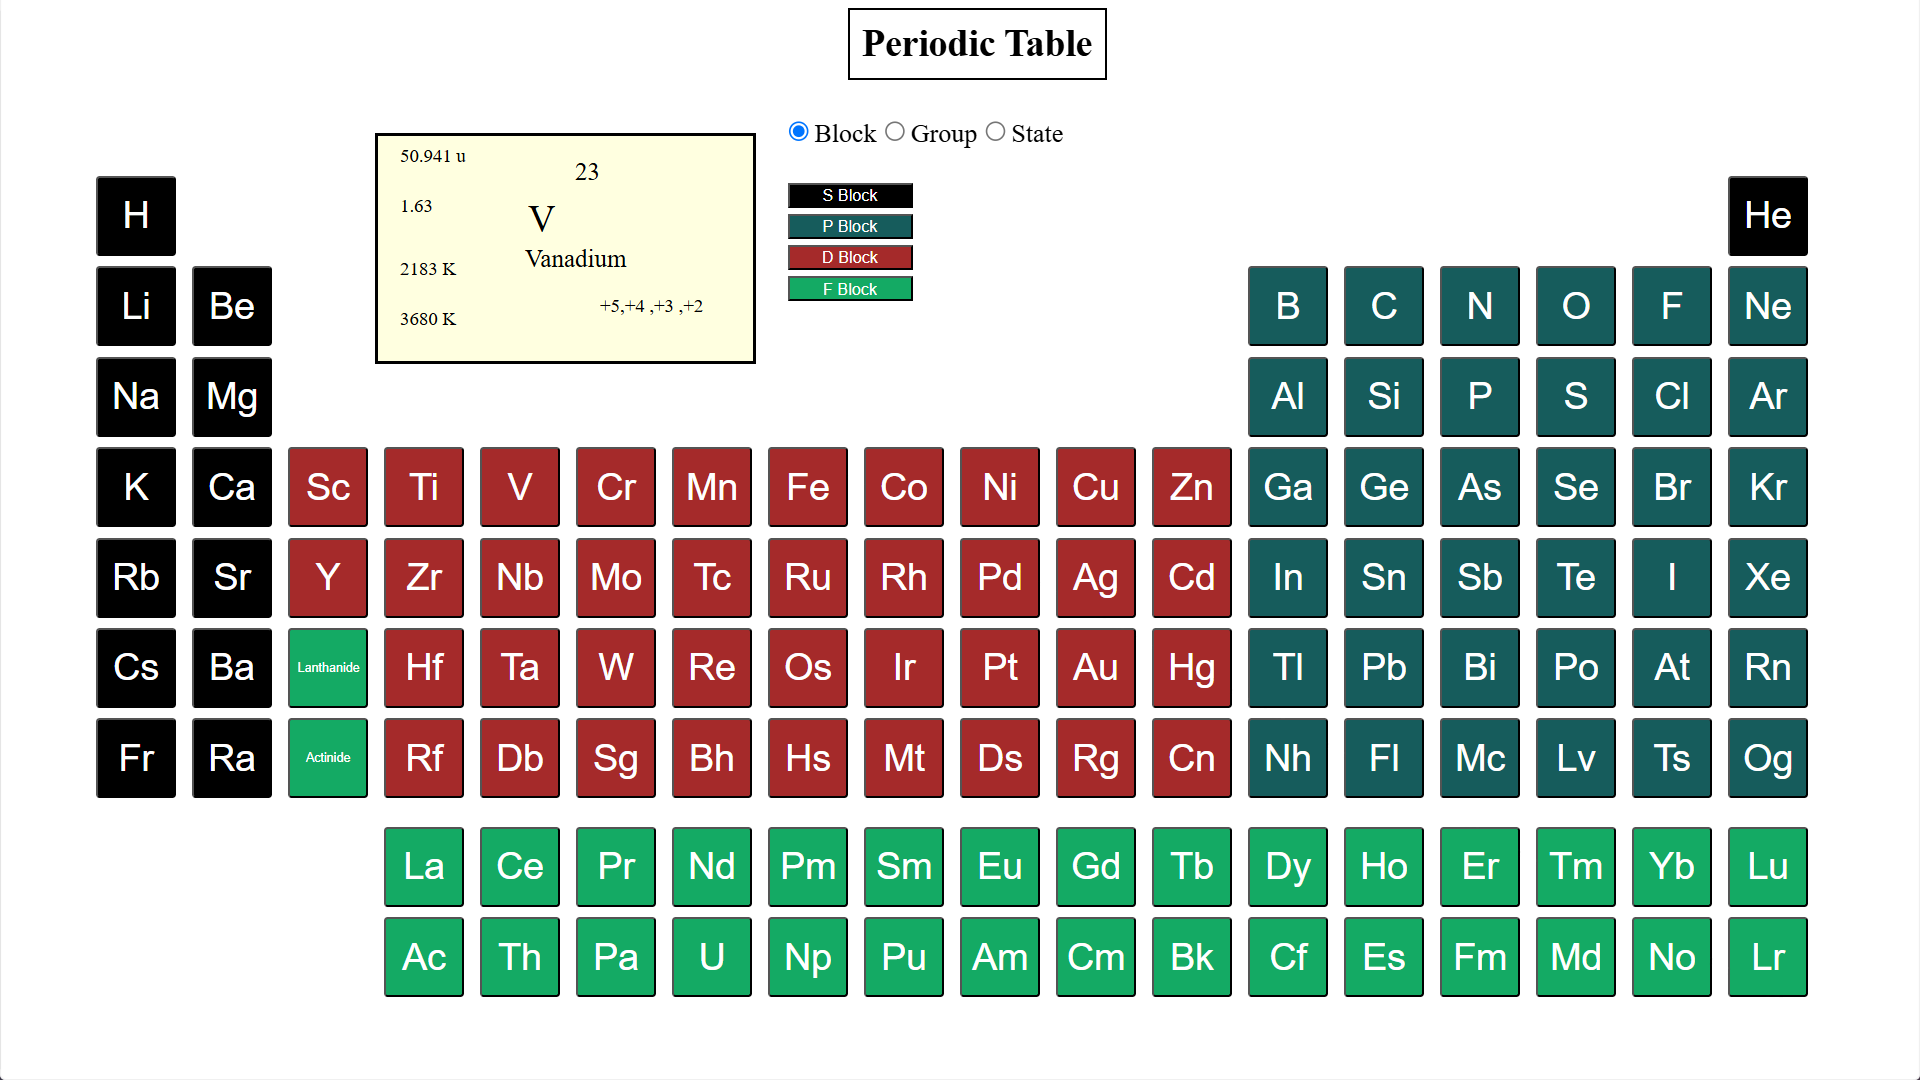 Periodic Table
Block Group State
50.941 u
23
1.63
V
Vanadium
2183 K
+5,+4 ,+3 ,+2
3680 K
S Block
P Block
D Block
F Block
H He
Li Be B C N O F Ne
Na Mg Al Si P S Cl Ar
K Ca Sc Ti V Cr Mn Fe Co Ni Cu Zn Ga Ge As Se Br Kr
Rb Sr Y Zr Nb Mo Tc Ru Rh Pd Ag Cd In Sn Sb Te I Xe
Cs Ba Lanthanide Hf Ta W Re Os Ir Pt Au Hg Tl Pb Bi Po At Rn
Fr Ra Actinide Rf Db Sg Bh Hs Mt Ds Rg Cn Nh Fl Mc Lv Ts Og
La Ce Pr Nd Pm Sm Eu Gd Tb Dy Ho Er Tm Yb Lu
Ac Th Pa U Np Pu Am Cm Bk Cf Es Fm Md No Lr